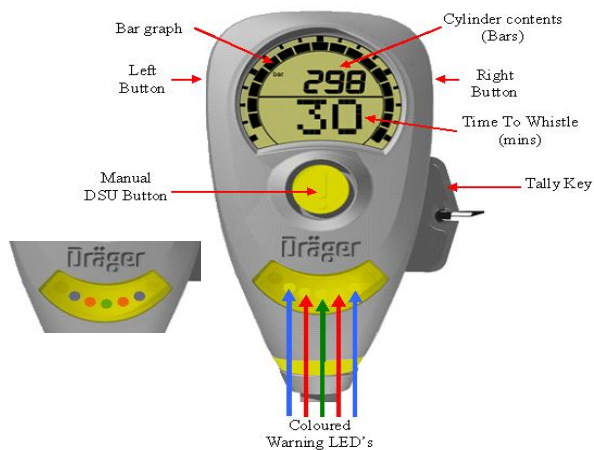 Bar graph
Cylinder contents
(Bars)
Left
Button
bar
298
Right
Button
30
Time To Whistle
(mins)
Manual
DSU Button
Tally Key
Dräger
Dräger
Coloured
Warning LED's